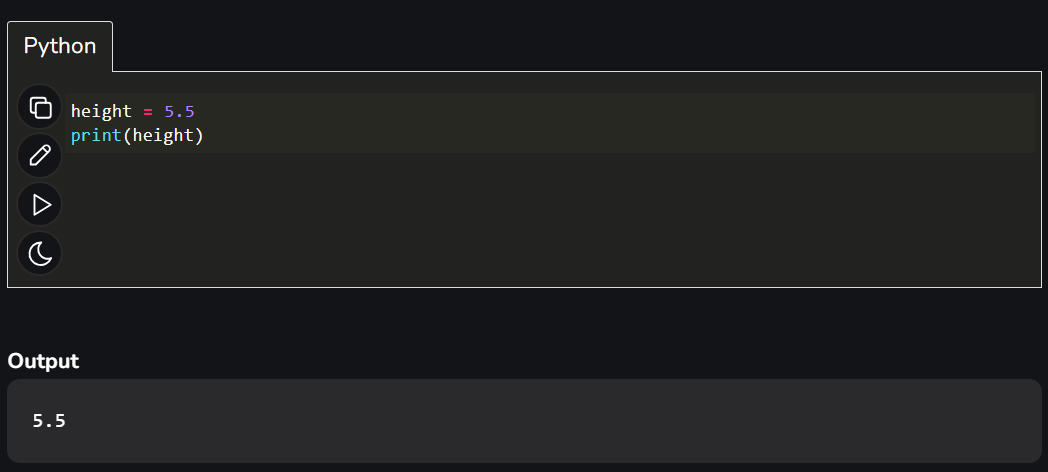 Python
height = 5.5
print(height)
Output
5.5